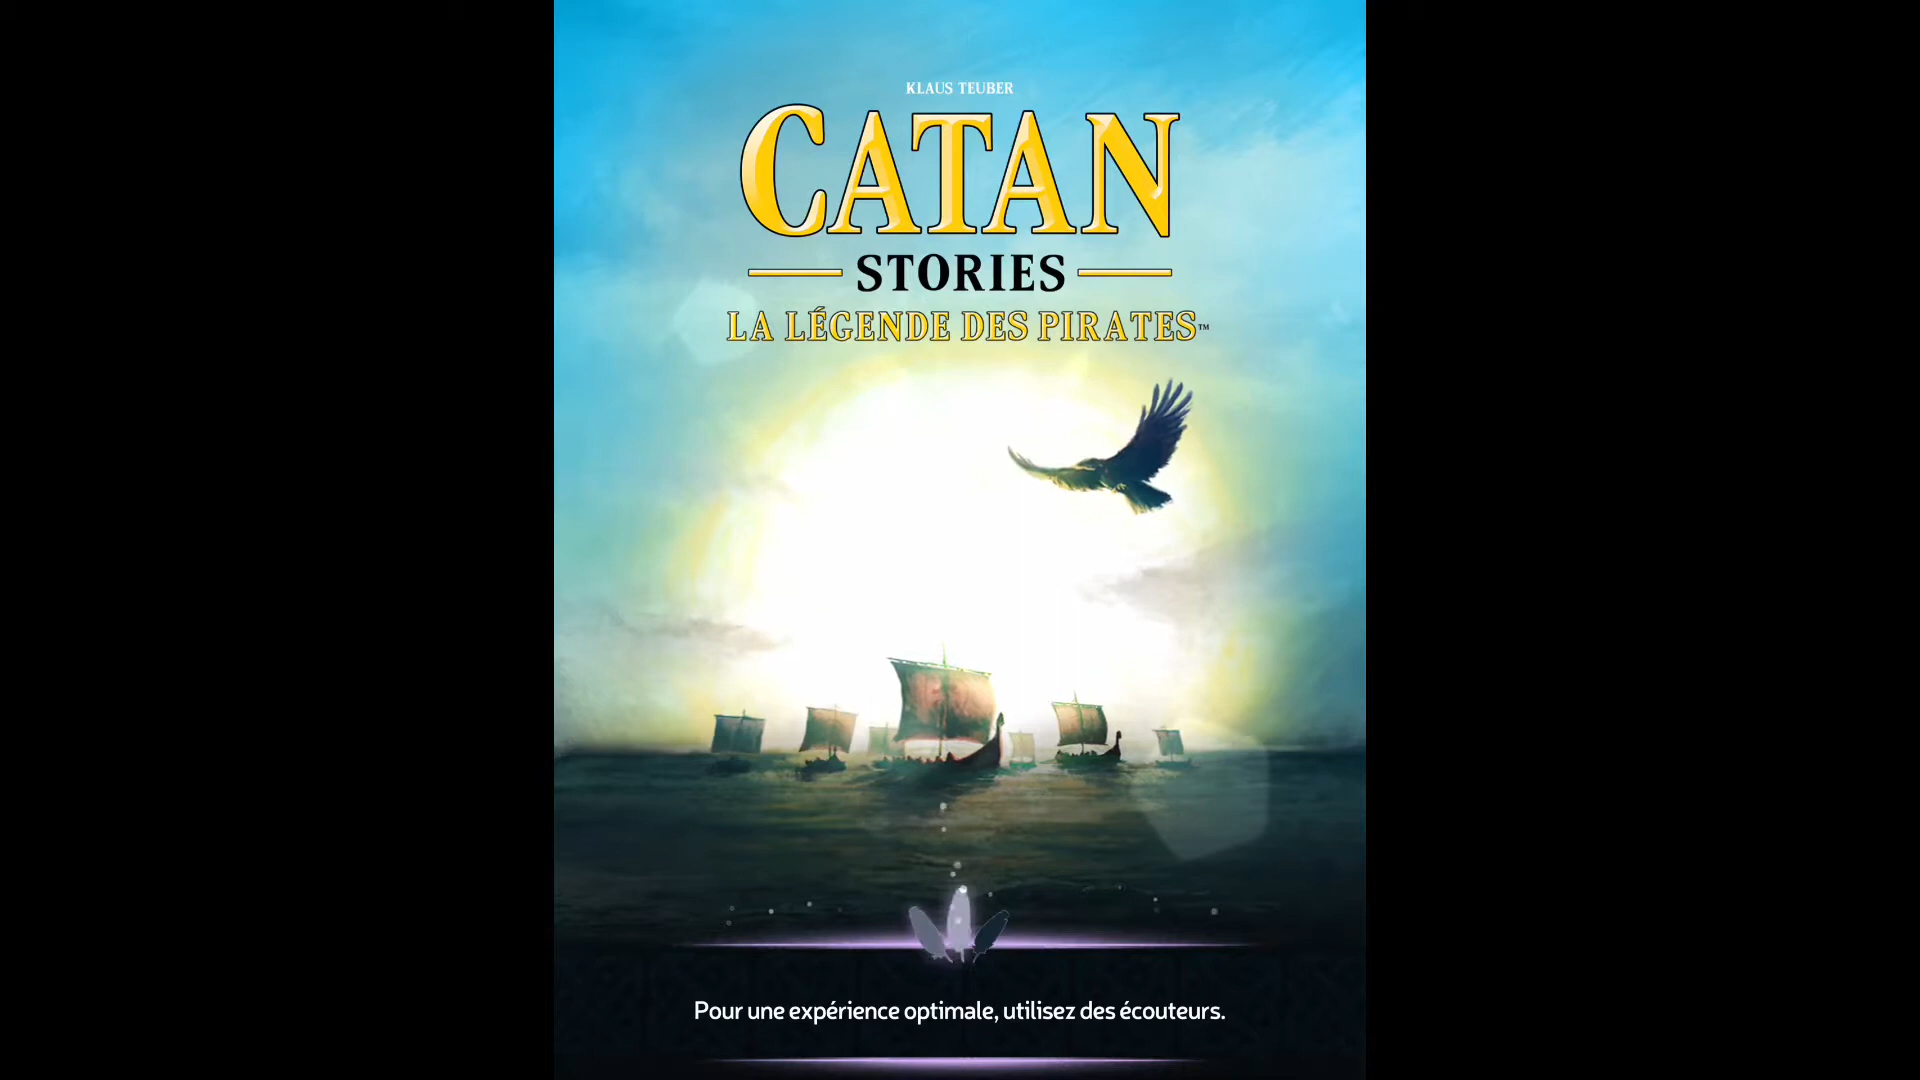 KLAUS TEUBER
CATAN
STORIES
LA LÉGENDE DES PIRATES™
Pour une expérience optimale, utilisez des écouteurs.